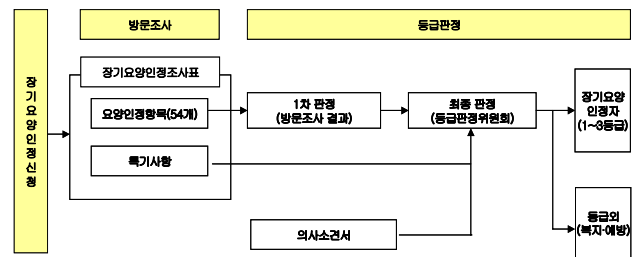 방문조사
등급판정
장기요양인정신청
장기요양인정조사표
요양인정항목(54개)
특기사항
1차 판정
(방문조사 결과)
최종 판정
(등급판정위원회)
장기요양
인정자
(1~3등급)
의사소견서
등급외
(복지·예방)